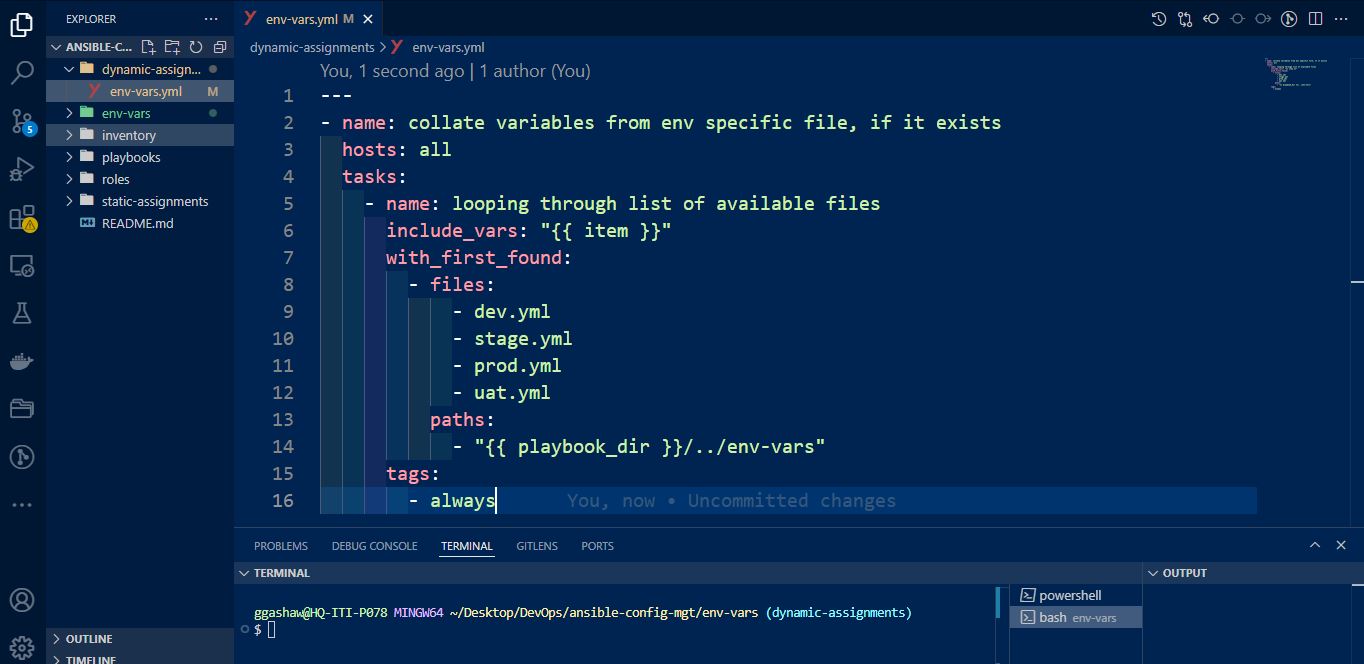 EXPLORER
env-vars.yml M
ANSIBLE-C...
dynamic-assign...
env-vars.yml M
env-vars
inventory
playbooks
roles
static-assignments
README.md
5
OUTLINE
TIMELINE
dynamic-assignments > env-vars.yml
You, 1 second ago | 1 author (You)
1 ---
2 - name: collate variables from env specific file, if it exists
3 hosts: all
4 tasks:
5 - name: looping through list of available files
6 include_vars: "{{ item }}"
7 with_first_found:
8 - files:
9 - dev.yml
10 - stage.yml
11 - prod.yml
12 - uat.yml
13 paths:
14 - "{{ playbook_dir }}/../env-vars"
15 tags:
16 - always You, now • Uncommitted changes
PROBLEMS DEBUG CONSOLE TERMINAL GITLENS PORTS
TERMINAL
OUTPUT
ggashaw@HQ-ITI-P078 MINGW64 ~/Desktop/DevOps/ansible-config-mgt/env-vars (dynamic-assignments)
$
powershell
bash env-vars